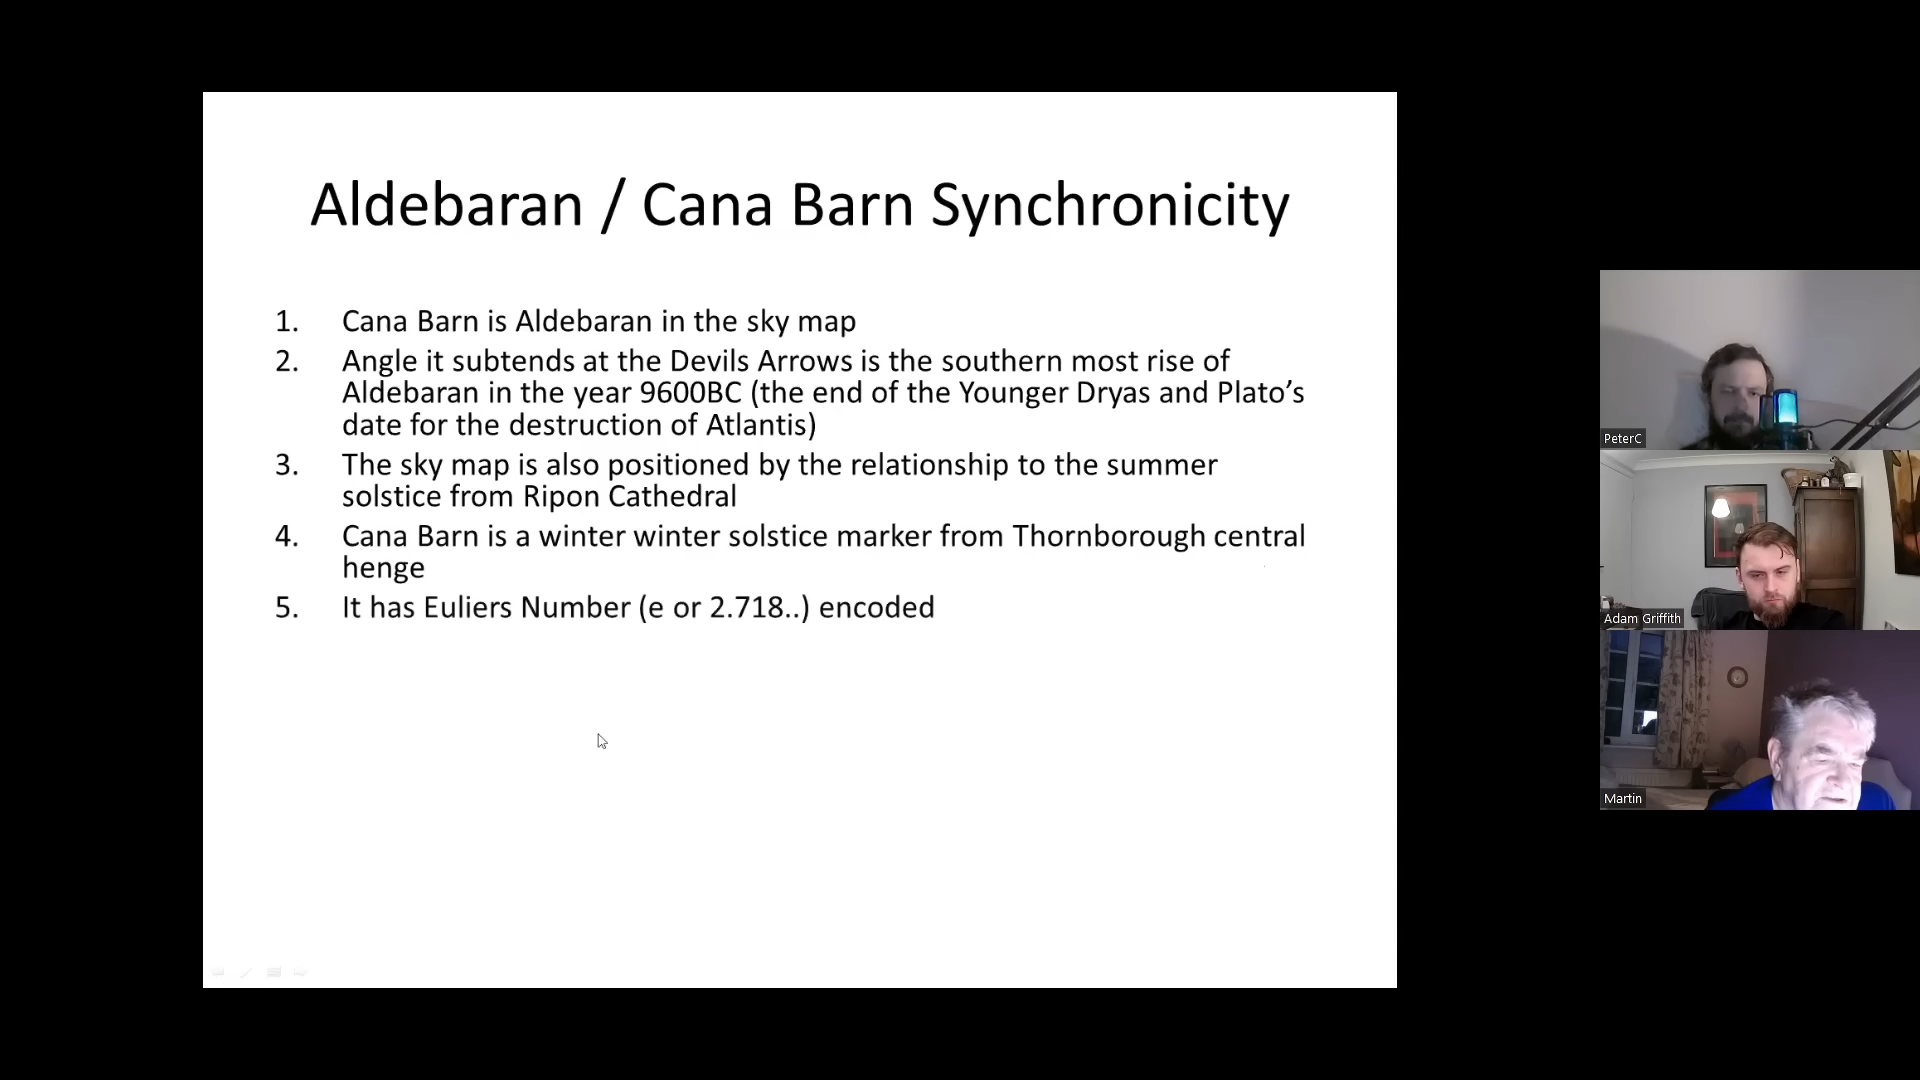 Aldebaran / Cana Barn Synchronicity
1. Cana Barn is Aldebaran in the sky map
2. Angle it subtends at the Devils Arrows is the southern most rise of
Aldebaran in the year 9600BC (the end of the Younger Dryas and Plato’s
date for the destruction of Atlantis)
3. The sky map is also positioned by the relationship to the summer
solstice from Ripon Cathedral
4. Cana Barn is a winter winter solstice marker from Thornborough central
henge
5. It has Euliers Number (e or 2.718..) encoded
PeterC
Adam Griffith
Martin